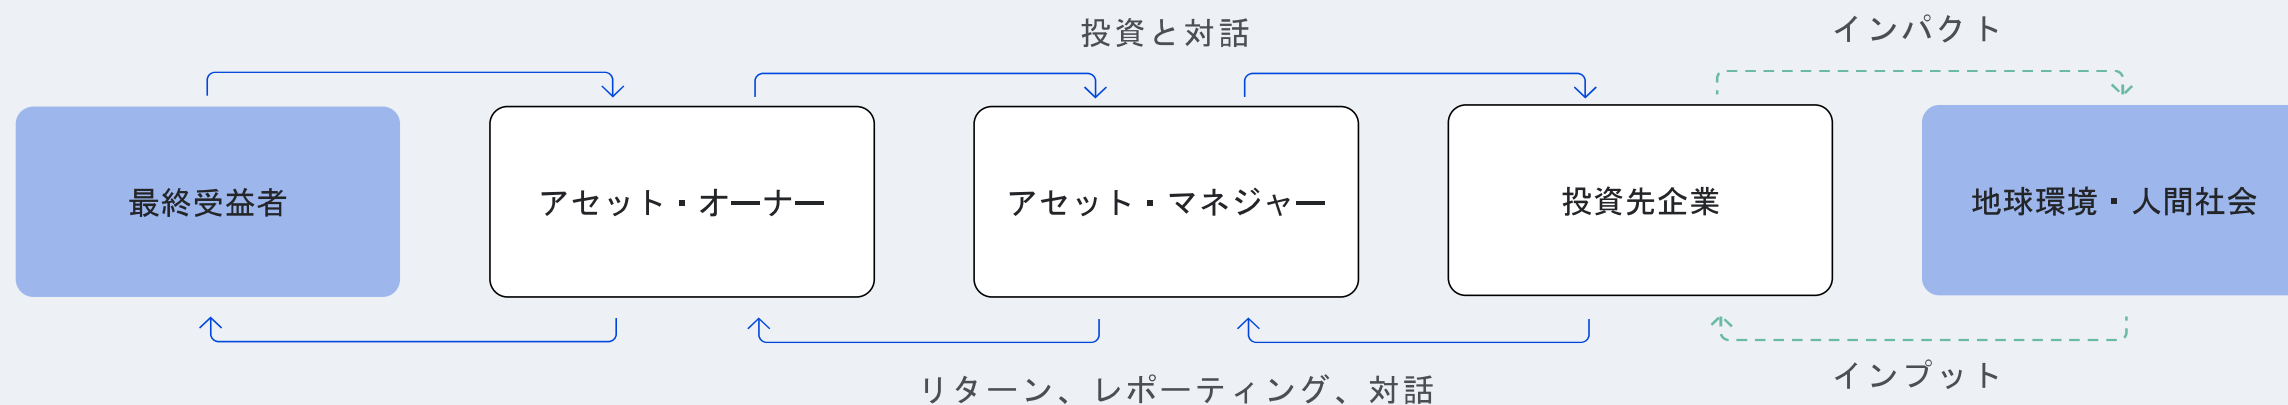 投資と対話
インパクト
最終受益者
アセット・オーナー
アセット・マネジャー
投資先企業
地球環境・人間社会
リターン、レポーティング、対話
インプット